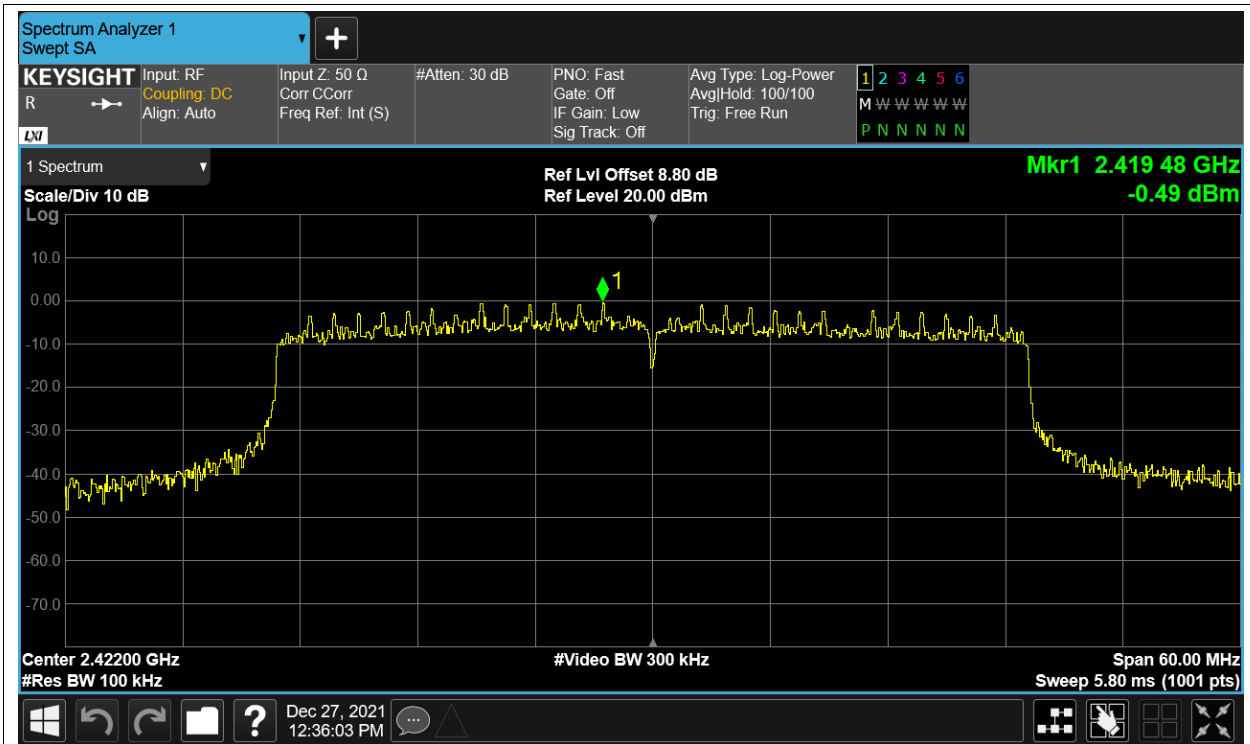 Spectrum Analyzer 1
Swept SA
KEYSIGHT
R
LXI
Input: RF
Coupling: DC
Align: Auto
Input Z: 50 Ω
Corr CCorr
Freq Ref: Int (S)
#Atten: 30 dB
PNO: Fast
Gate: Off
IF Gain: Low
Sig Track: Off
Avg Type: Log-Power
Avg|Hold: 100/100
Trig: Free Run
1 2 3 4 5 6
M W W W W W
P N N N N N
1 Spectrum
Scale/Div 10 dB
Log
Ref Lvl Offset 8.80 dB
Ref Level 20.00 dBm
Mkr1 2.419 48 GHz
-0.49 dBm
1
10.0
0.00
-10.0
-20.0
-30.0
-40.0
-50.0
-60.0
-70.0
Center 2.42200 GHz
#Res BW 100 kHz
#Video BW 300 kHz
Span 60.00 MHz
Sweep 5.80 ms (1001 pts)
?
Dec 27, 2021
12:36:03 PM